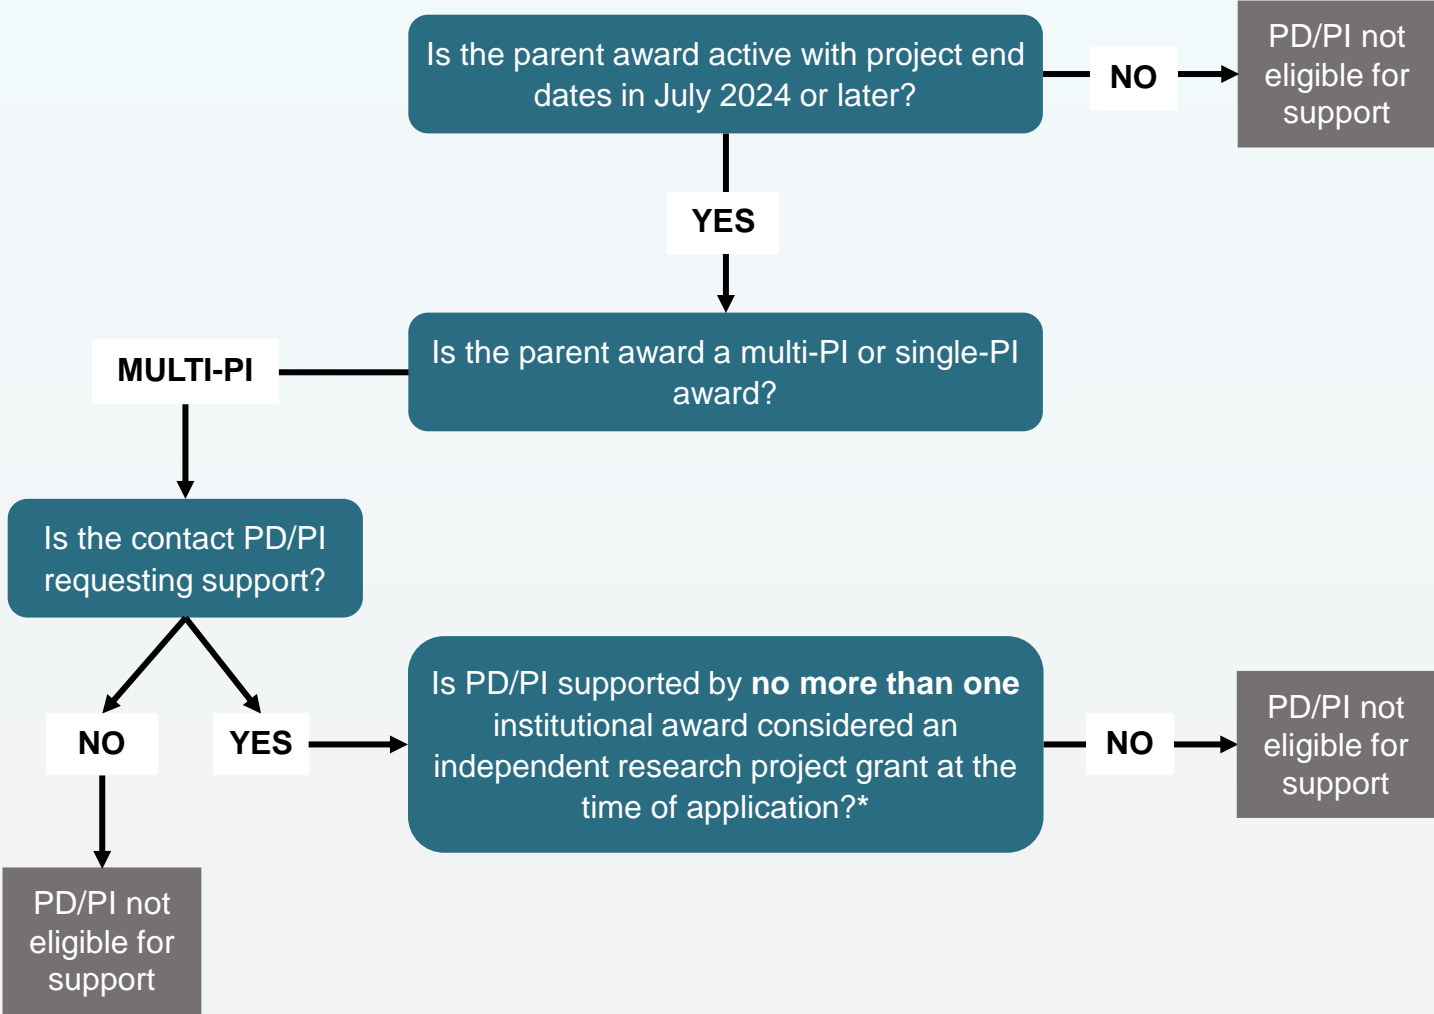 Is the parent award active with project end
dates in July 2024 or later?
NO
PD/PI not
eligible for
support
YES
Is the parent award a multi-PI or single-PI
award?
MULTI-PI
Is the contact PD/PI
requesting support?
NO
YES
Is PD/PI supported by no more than one
institutional award considered an
independent research project grant at the
time of application?*
NO
PD/PI not
eligible for
support
PD/PI not
eligible for
support